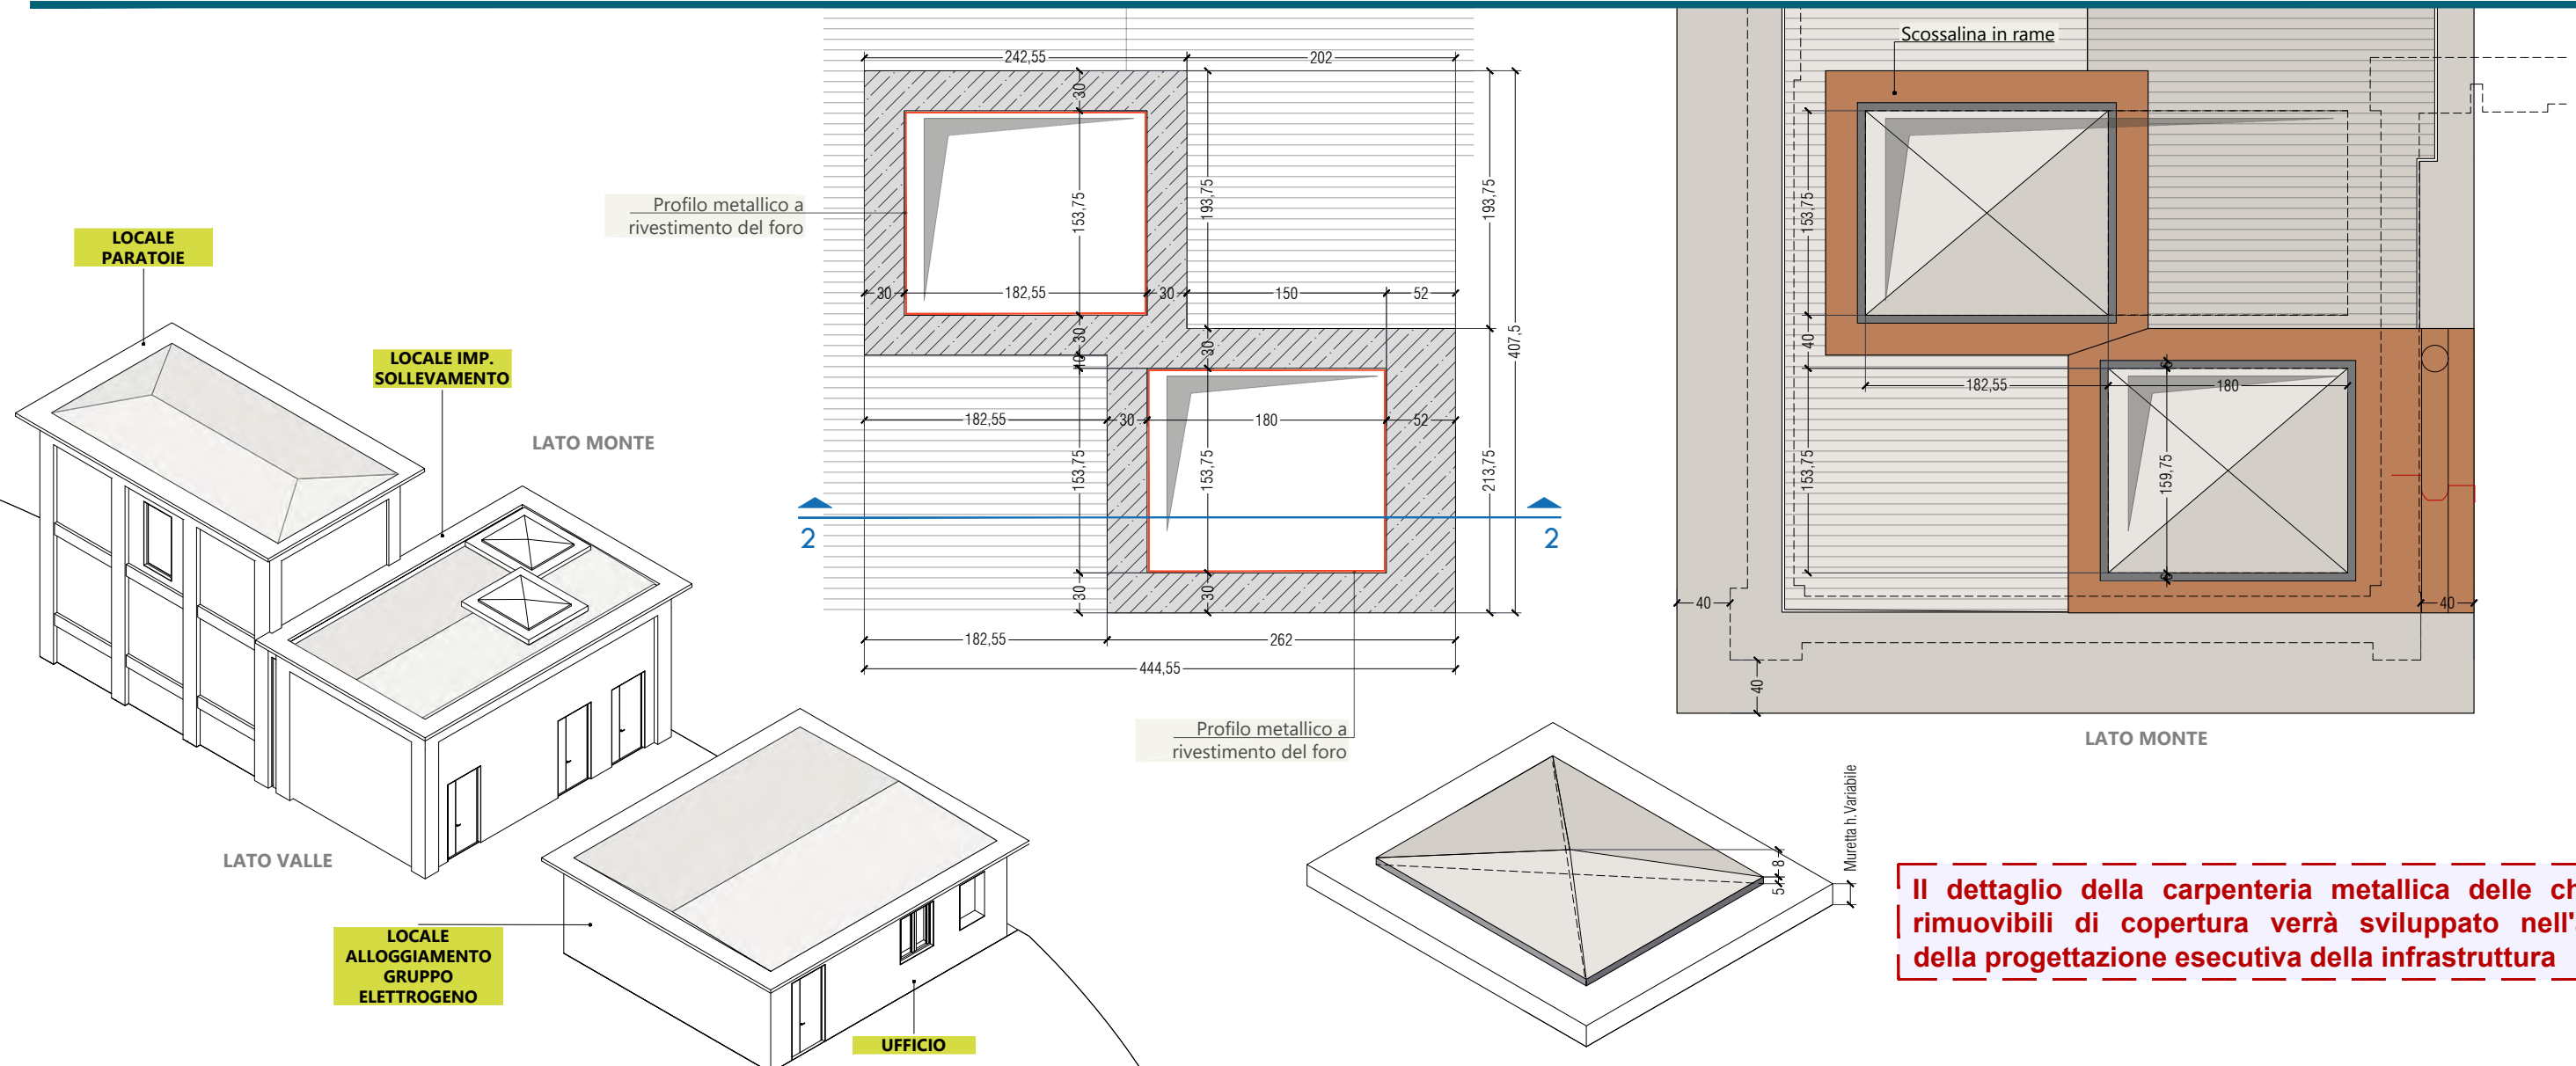 LOCALE
PARATOIE
LOCALE IMP.
SOLLEVAMENTO
LATO MONTE
LATO VALLE
LOCALE
ALLOGGIAMENTO
GRUPPO
ELETTROGENO
UFFICIO
Profilo metallico a
rivestimento del foro
242,55
202
30
153,75
193,75
193,75
407,5
30
182,55
30
150
52
30
10
30
182,55
30
180
52
153,75
153,75
213,75
2
2
30
30
182,55
262
444,55
Profilo metallico a
rivestimento del foro
Scossalina in rame
153,75
40
182,55
180
6
153,75
159,75
6
40
40
40
LATO MONTE
8
5
Muretta h.Variabile
Il dettaglio della carpenteria metallica delle
rimuovibili di copertura verrà sviluppato
della progettazione esecutiva della infrastruttura